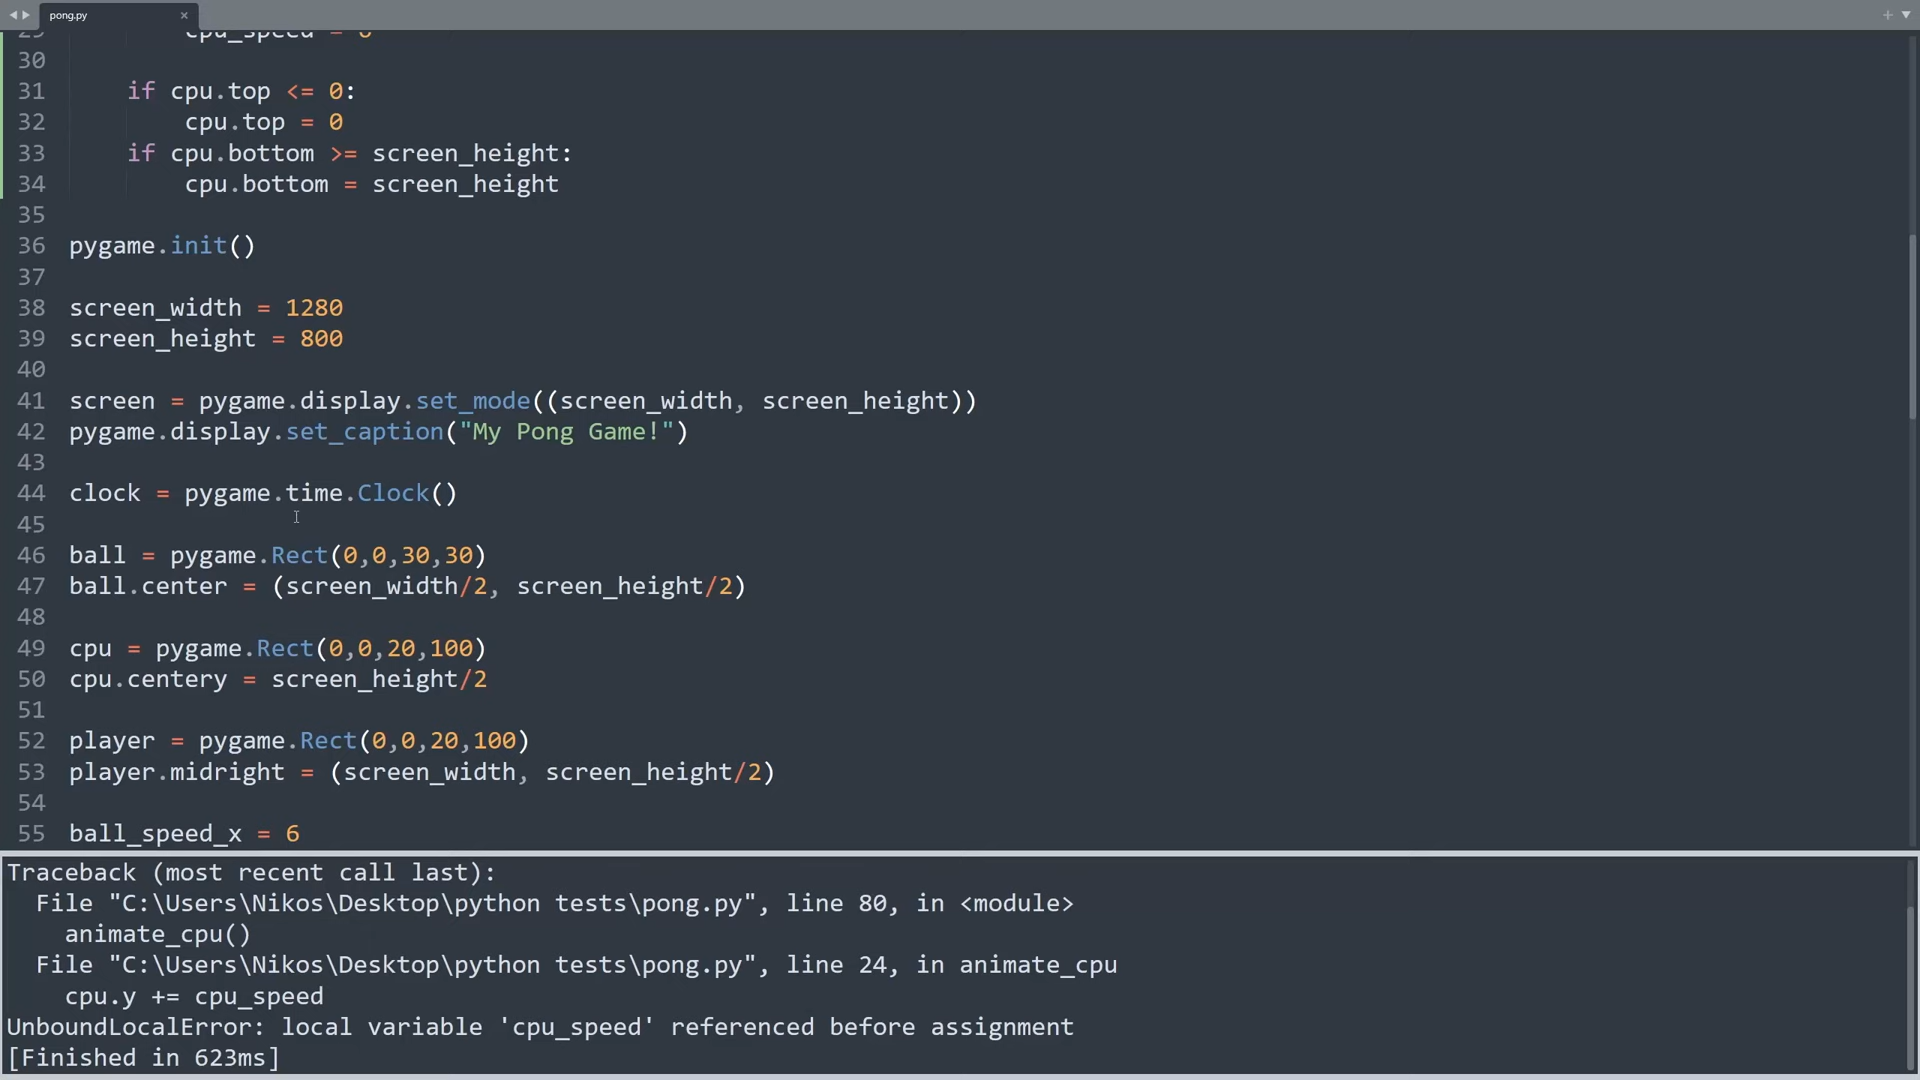 pong.py
29 cpu_speed = 6
30
31 if cpu.top <= 0:
32 cpu.top = 0
33 if cpu.bottom >= screen_height:
34 cpu.bottom = screen_height
35
36 pygame.init()
37
38 screen_width = 1280
39 screen_height = 800
40
41 screen = pygame.display.set_mode((screen_width, screen_height))
42 pygame.display.set_caption("My Pong Game!")
43
44 clock = pygame.time.Clock()
45
46 ball = pygame.Rect(0,0,30,30)
47 ball.center = (screen_width/2, screen_height/2)
48
49 cpu = pygame.Rect(0,0,20,100)
50 cpu.centery = screen_height/2
51
52 player = pygame.Rect(0,0,20,100)
53 player.midright = (screen_width, screen_height/2)
54
55 ball_speed_x = 6
Traceback (most recent call last):
File "C:\Users\Nikos\Desktop\python tests\pong.py", line 80, in <module>
animate_cpu()
File "C:\Users\Nikos\Desktop\python tests\pong.py", line 24, in animate_cpu
cpu.y += cpu_speed
UnboundLocalError: local variable 'cpu_speed' referenced before assignment
[Finished in 623ms]